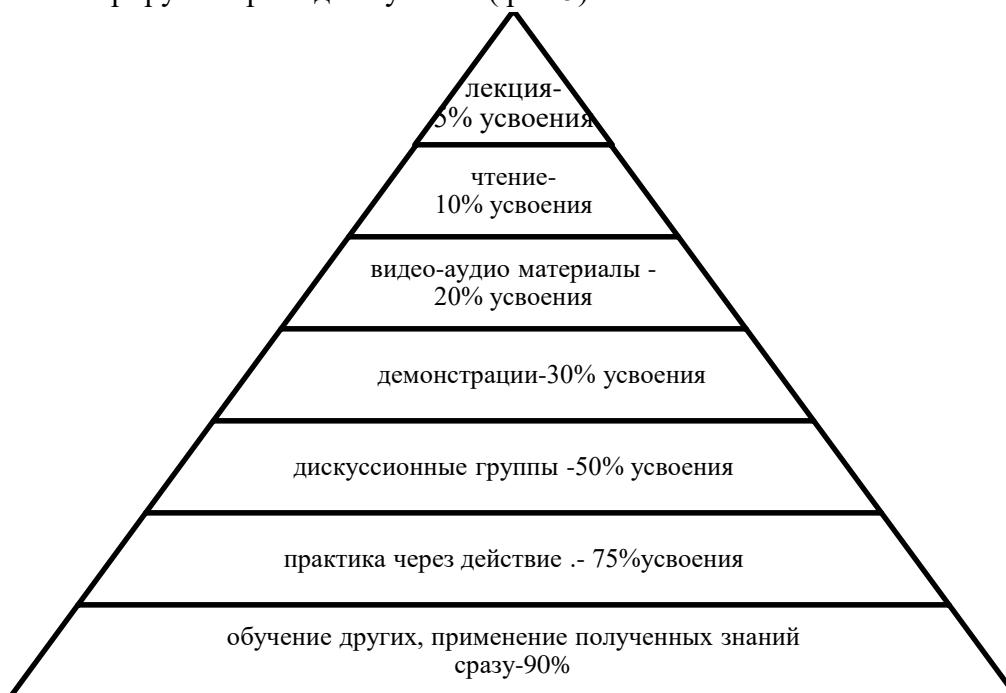 лекция-
5% усвоения
чтение-
10% усвоения
видео-аудио материалы -
20% усвоения
демонстрации-30% усвоения
дискуссионные группы -50% усвоения
практика через действие .- 75%усвоения
обучение других, применение полученных знаний
сразу-90%